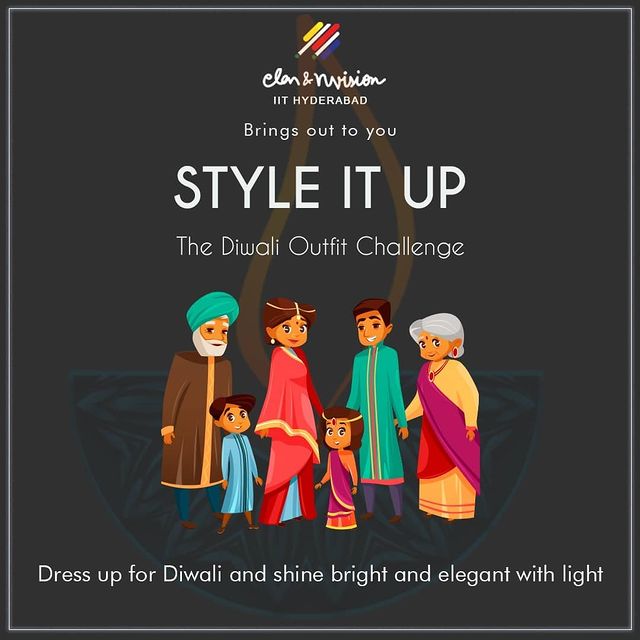 elan & nvision
IIT HYDERABAD
Brings out to you
STYLE IT UP
The Diwali Outfit Challenge
Dress up for Diwali and shine bright and elegant with light